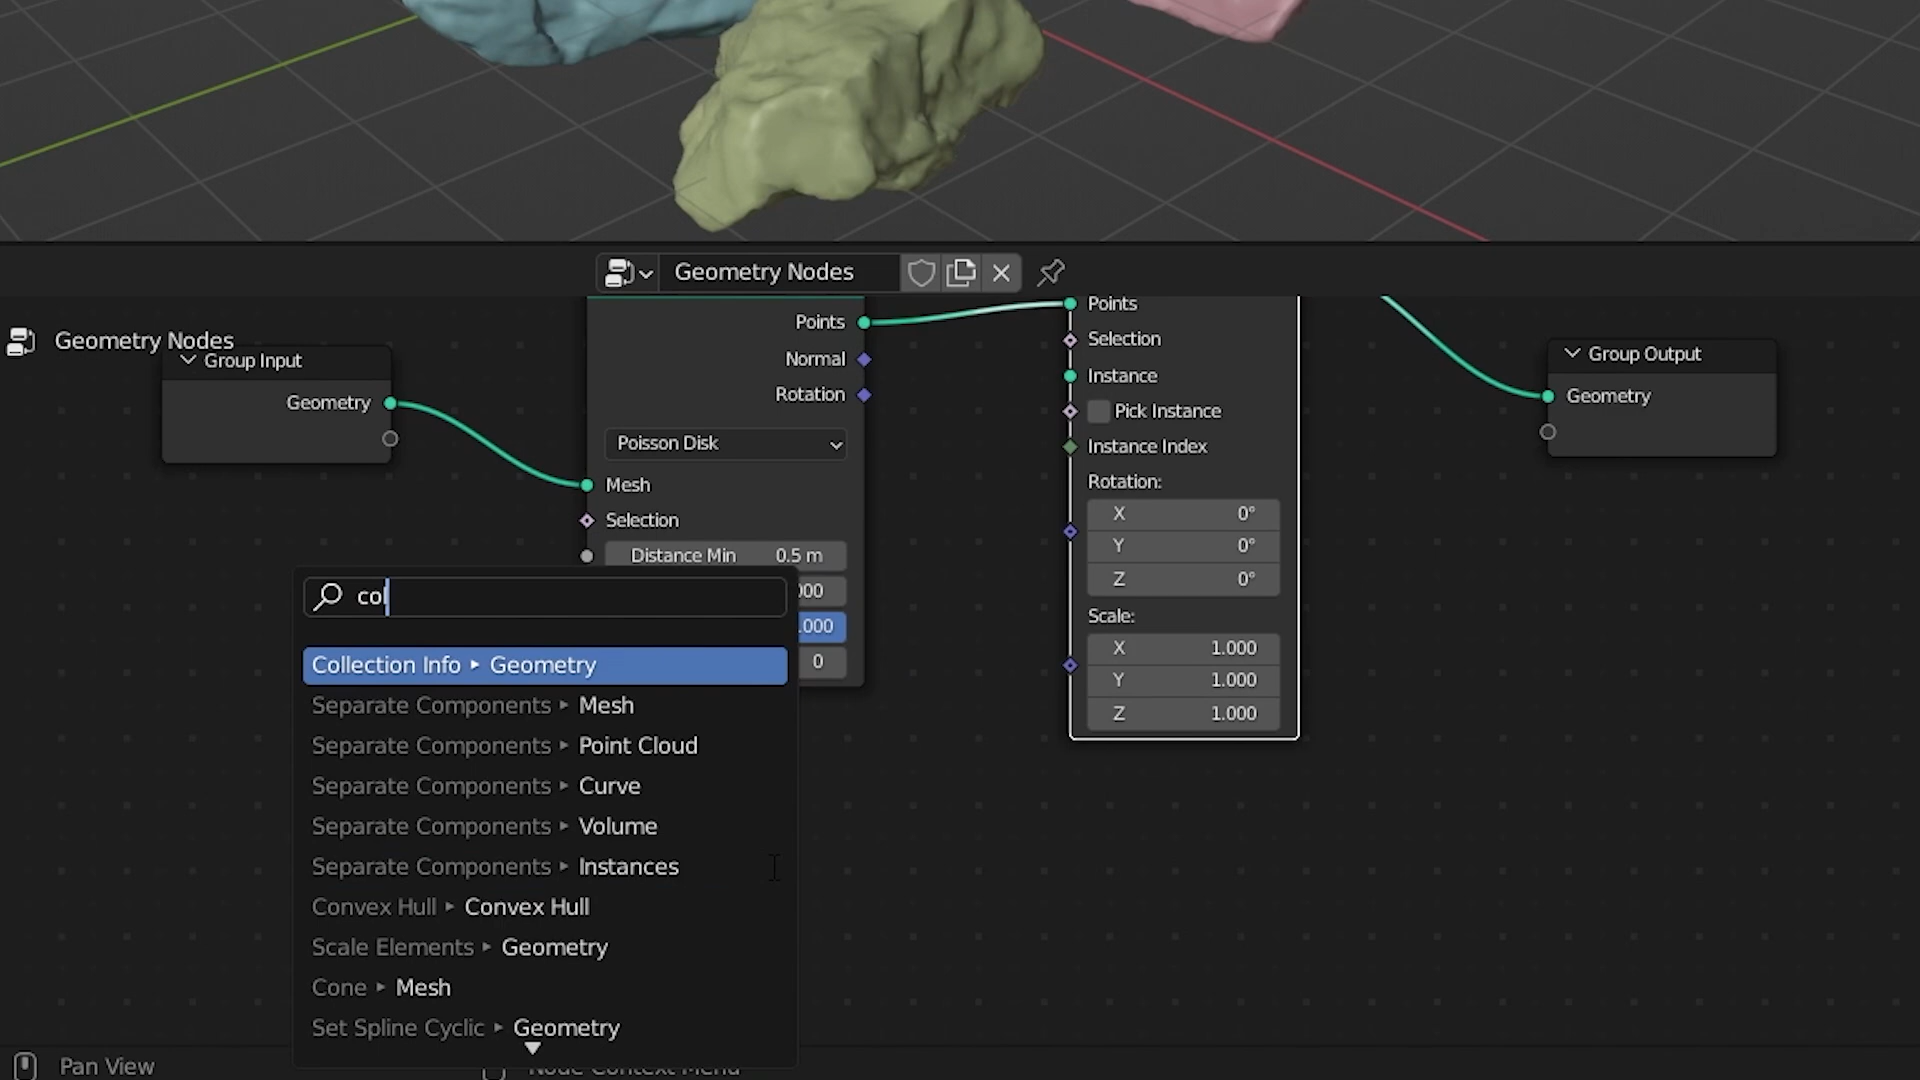 Geometry Nodes
Geometry Nodes
Group Input
Geometry
Points
Normal
Rotation
Poisson Disk
Mesh
Selection
Distance Min 0.5 m
000
.000
0
Points
Selection
Instance
Pick Instance
Instance Index
Rotation:
X 0°
Y 0°
Z 0°
Scale:
X 1.000
Y 1.000
Z 1.000
Group Output
Geometry
col
Collection Info ▸ Geometry
Separate Components ▸ Mesh
Separate Components ▸ Point Cloud
Separate Components ▸ Curve
Separate Components ▸ Volume
Separate Components ▸ Instances
Convex Hull ▸ Convex Hull
Scale Elements ▸ Geometry
Cone ▸ Mesh
Set Spline Cyclic ▸ Geometry
Pan View
Node Context Menu